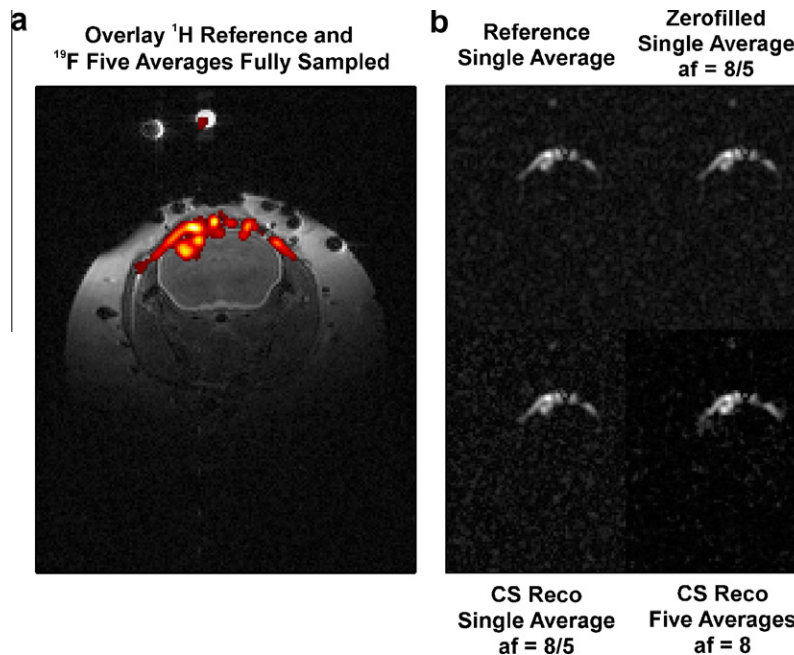 a
Overlay ¹H Reference and
¹⁹F Five Averages Fully Sampled
b
Reference
Single Average
Zerofilled
Single Average
af = 8/5
CS Reco
Single Average
af = 8/5
CS Reco
Five Averages
af = 8